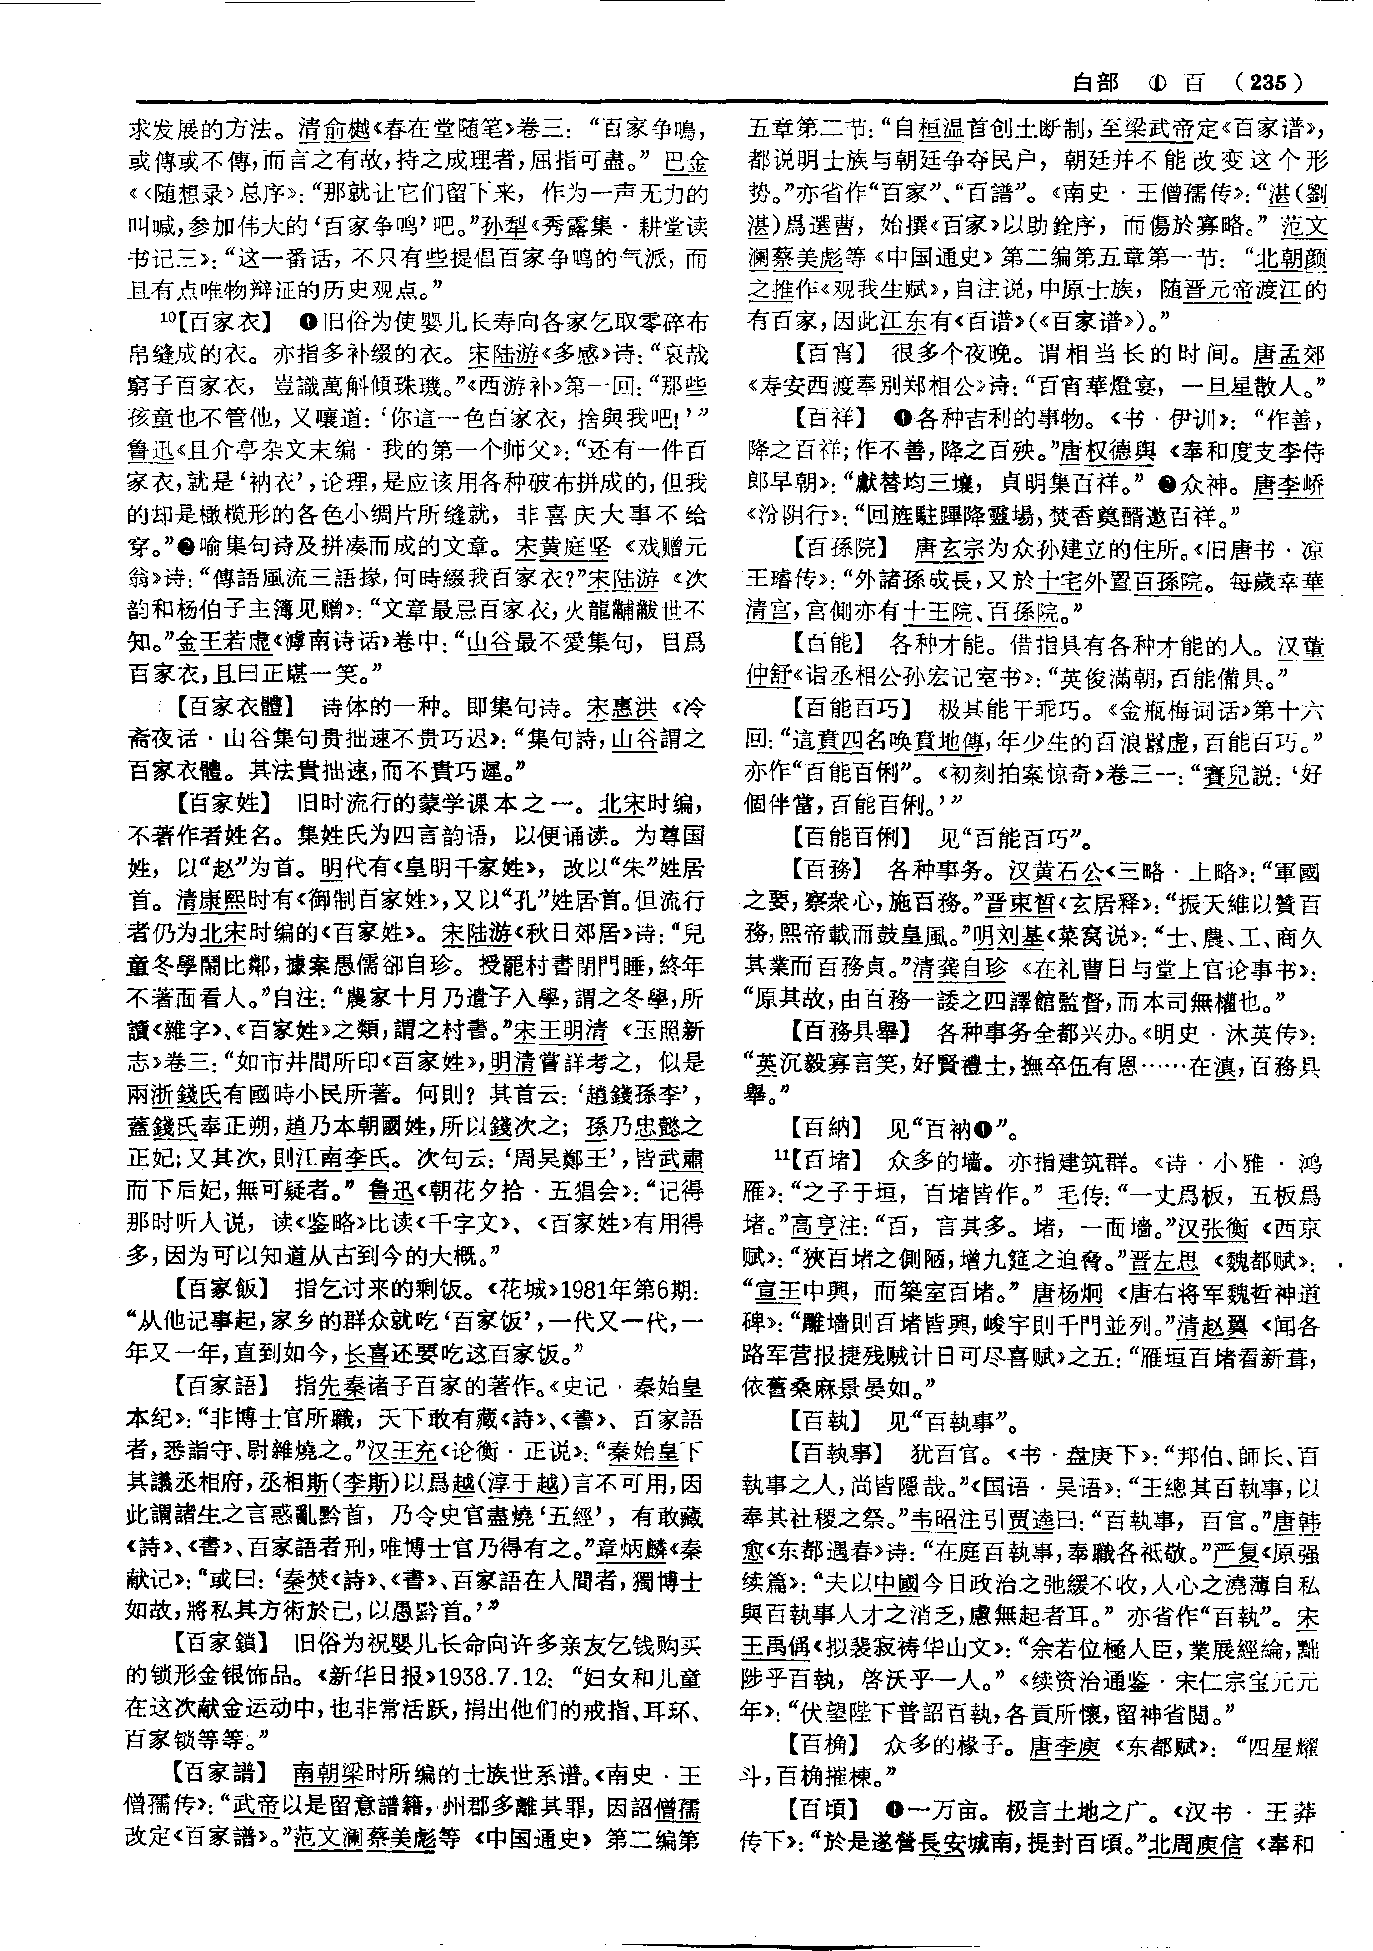 白部 ① 百 （235）
求发展的方法。清俞樾《春在堂随笔》卷三：“百家争鳴，
或傳或不傳，而言之有故，持之成理者，屈指可盡。”巴金
《〈随想录〉总序》：“那就让它们留下来，作为一声无力的
叫喊，参加伟大的‘百家争鸣’吧。”孙犁《秀露集·耕堂读
书记三》：“这一番话，不只有些提倡百家争鸣的气派，而
且有点唯物辩证的历史观点。”
¹⁰【百家衣】 ❶旧俗为使婴儿长寿向各家乞取零碎布
帛缝成的衣。亦指多补缀的衣。宋陆游《多感》诗：“哀哉
窮子百家衣，豈識萬斛傾珠璣。”《西游补》第一回：“那些
孩童也不管他，又嚷道：‘你這一色百家衣，捨與我吧！’”
鲁迅《且介亭杂文末编·我的第一个师父》：“还有一件百
家衣，就是‘衲衣’，论理，是应该用各种破布拼成的，但我
的却是橄榄形的各色小绸片所缝就，非喜庆大事不给
穿。”❷喻集句诗及拼凑而成的文章。宋黄庭坚《戏赠元
翁》诗：“傳語風流三語掾，何時綴我百家衣？”宋陆游《次
韵和杨伯子主簿见赠》：“文章最忌百家衣，火龍黼黻世不
知。”金王若虚《滹南诗话》卷中：“山谷最不愛集句，目爲
百家衣，且曰正堪一笑。”
【百家衣體】 诗体的一种。即集句诗。宋惠洪《冷
斋夜话·山谷集句贵拙速不贵巧迟》：“集句詩，山谷謂之
百家衣體。其法貴拙速，而不貴巧遲。”
【百家姓】 旧时流行的蒙学课本之一。北宋时编，
不著作者姓名。集姓氏为四言韵语，以便诵读。为尊国
姓，以“赵”为首。明代有《皇明千家姓》，改以“朱”姓居
首。清康熙时有《御制百家姓》，又以“孔”姓居首。但流行
者仍为北宋时编的《百家姓》。宋陆游《秋日郊居》诗：“兒
童冬學鬧比鄰，據案愚儒卻自珍。授罷村書閉門睡，終年
不著面看人。”自注：“農家十月乃遣子入學，謂之冬學，所
讀《雜字》、《百家姓》之類，謂之村書。”宋王明清《玉照新
志》卷三：“如市井間所印《百家姓》，明清嘗詳考之，似是
兩浙錢氏有國時小民所著。何則？其首云：‘趙錢孫李’，
蓋錢氏奉正朔，趙乃本朝國姓，所以錢次之；孫乃忠懿之
正妃；又其次，則江南李氏。次句云：‘周吴鄭王’，皆武肅
而下后妃，無可疑者。”鲁迅《朝花夕拾·五猖会》：“记得
那时听人说，读《鉴略》比读《千字文》、《百家姓》有用得
多，因为可以知道从古到今的大概。”
【百家飯】 指乞讨来的剩饭。《花城》1981年第6期：
“从他记事起，家乡的群众就吃‘百家饭’，一代又一代，一
年又一年，直到如今，长喜还要吃这百家饭。”
【百家語】 指先秦诸子百家的著作。《史记·秦始皇
本纪》：“非博士官所職，天下敢有藏《詩》、《書》、百家語
者，悉詣守、尉雜燒之。”汉王充《论衡·正说》：“秦始皇下
其議丞相府，丞相斯（李斯）以爲越（淳于越）言不可用，因
此謂諸生之言惑亂黔首，乃令史官盡燒‘五經’，有敢藏
《詩》、《書》、百家語者刑，唯博士官乃得有之。”章炳麟《秦
献记》：“或曰：‘秦焚《詩》、《書》、百家語在人間者，獨博士
如故，將私其方術於己，以愚黔首。’”
【百家鎖】 旧俗为祝婴儿长命向许多亲友乞钱购买
的锁形金银饰品。《新华日报》1938.7.12：“妇女和儿童
在这次献金运动中，也非常活跃，捐出他们的戒指、耳环、
百家锁等等。”
【百家譜】 南朝梁时所编的士族世系谱。《南史·王
僧孺传》：“武帝以是留意譜籍，州郡多離其罪，因詔僧孺
改定《百家譜》。”范文澜蔡美彪等《中国通史》第二编第
五章第二节：“自桓温首创土断制，至梁武帝定《百家谱》，
都说明士族与朝廷争夺民户，朝廷并不能改变这个形
势。”亦省作“百家”、“百譜”。《南史·王僧孺传》：“湛（劉
湛）爲選曹，始撰《百家》以助銓序，而傷於寡略。”范文
澜蔡美彪等《中国通史》第二编第五章第一节：“北朝颜
之推作《观我生赋》，自注说，中原士族，随晋元帝渡江的
有百家，因此江东有《百谱》（《百家谱》）。”
【百宵】 很多个夜晚。谓相当长的时间。唐孟郊
《寿安西渡奉别郑相公》诗：“百宵華燈宴，一旦星散人。”
【百祥】 ❶各种吉利的事物。《书·伊训》：“作善，
降之百祥；作不善，降之百殃。”唐权德舆《奉和度支李侍
郎早朝》：“獻替均三壤，貞明集百祥。”❷众神。唐李峤
《汾阴行》：“回旌駐蹕降靈場，焚香奠醑邀百祥。”
【百孫院】 唐玄宗为众孙建立的住所。《旧唐书·凉
王璿传》：“外諸孫成長，又於十宅外置百孫院。每歲幸華
清宫，宫側亦有十王院、百孫院。”
【百能】 各种才能。借指具有各种才能的人。汉董
仲舒《诣丞相公孙宏记室书》：“英俊滿朝，百能備具。”
【百能百巧】 极其能干乖巧。《金瓶梅词话》第十六
回：“這賁四名唤賁地傳，年少生的百浪囂虚，百能百巧。”
亦作“百能百俐”。《初刻拍案惊奇》卷三一：“賽兒説：‘好
個伴當，百能百俐。’”
【百能百俐】 见“百能百巧”。
【百務】 各种事务。汉黄石公《三略·上略》：“軍國
之要，察衆心，施百務。”晋束皙《玄居释》：“振天維以贊百
務，熙帝載而鼓皇風。”明刘基《菜窝说》：“士、農、工、商久
其業而百務貞。”清龚自珍《在礼曹日与堂上官论事书》：
“原其故，由百務一諉之四譯館監督，而本司無權也。”
【百務具舉】 各种事务全都兴办。《明史·沐英传》：
“英沉毅寡言笑，好賢禮士，撫卒伍有恩……在滇，百務具
舉。”
【百納】 见“百衲❶”。
¹¹【百堵】 众多的墙。亦指建筑群。《诗·小雅·鸿
雁》：“之子于垣，百堵皆作。”毛传：“一丈爲板，五板爲
堵。”高亨注：“百，言其多。堵，一面墙。”汉张衡《西京
赋》：“狹百堵之側陋，增九筵之迫脅。”晋左思《魏都赋》：
“宣王中興，而築室百堵。”唐杨炯《唐右将军魏哲神道
碑》：“雕墙則百堵皆興，峻宇則千門並列。”清赵翼《闻各
路军营报捷残贼计日可尽喜赋》之五：“雁垣百堵看新葺，
依舊桑麻景晏如。”
【百執】 见“百執事”。
【百執事】 犹百官。《书·盘庚下》：“邦伯、師长、百
執事之人，尚皆隱哉。”《国语·吴语》：“王總其百執事，以
奉其社稷之祭。”韦昭注引贾逵曰：“百執事，百官。”唐韩
愈《东都遇春》诗：“在庭百執事，奉職各祗敬。”严复《原强
续篇》：“夫以中國今日政治之弛缓不收，人心之澆薄自私
與百執事人才之消乏，慮無起者耳。”亦省作“百執”。宋
王禹偁《拟裴寂祷华山文》：“余若位極人臣，業展經綸，黜
陟乎百執，啓沃乎一人。”《续资治通鉴·宋仁宗宝元元
年》：“伏望陛下普詔百執，各貢所懷，留神省閲。”
【百桷】 众多的椽子。唐李庾《东都赋》：“四星耀
斗，百桷摧棟。”
【百頃】 ❶一万亩。极言土地之广。《汉书·王莽
传下》：“於是遂營長安城南，提封百頃。”北周庾信《奉和